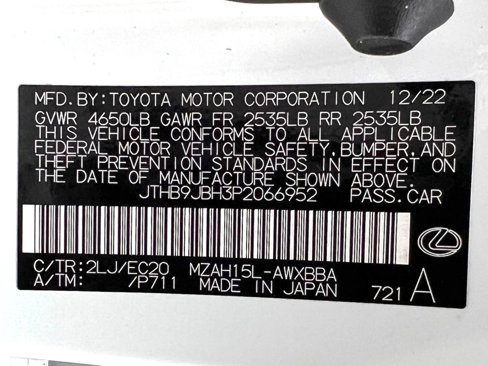 MFD.BY:TOYOTA MOTOR CORPORATION 12/22
GVWR 4650LB GAWR FR 2535LB RR 2535LB
THIS VEHICLE CONFORMS TO ALL APPLICABLE
FEDERAL MOTOR VEHICLE SAFETY,BUMPER,AND
THEFT PREVENTION STANDARDS IN EFFECT ON
THE DATE OF MANUFACTURE SHOWN ABOVE.
JTHB9JBH3P2066952 PASS.CAR
C/TR:2LJ/EC20 MZAH15L-AWXBBA
A/TM: /P711 MADE IN JAPAN 721 A